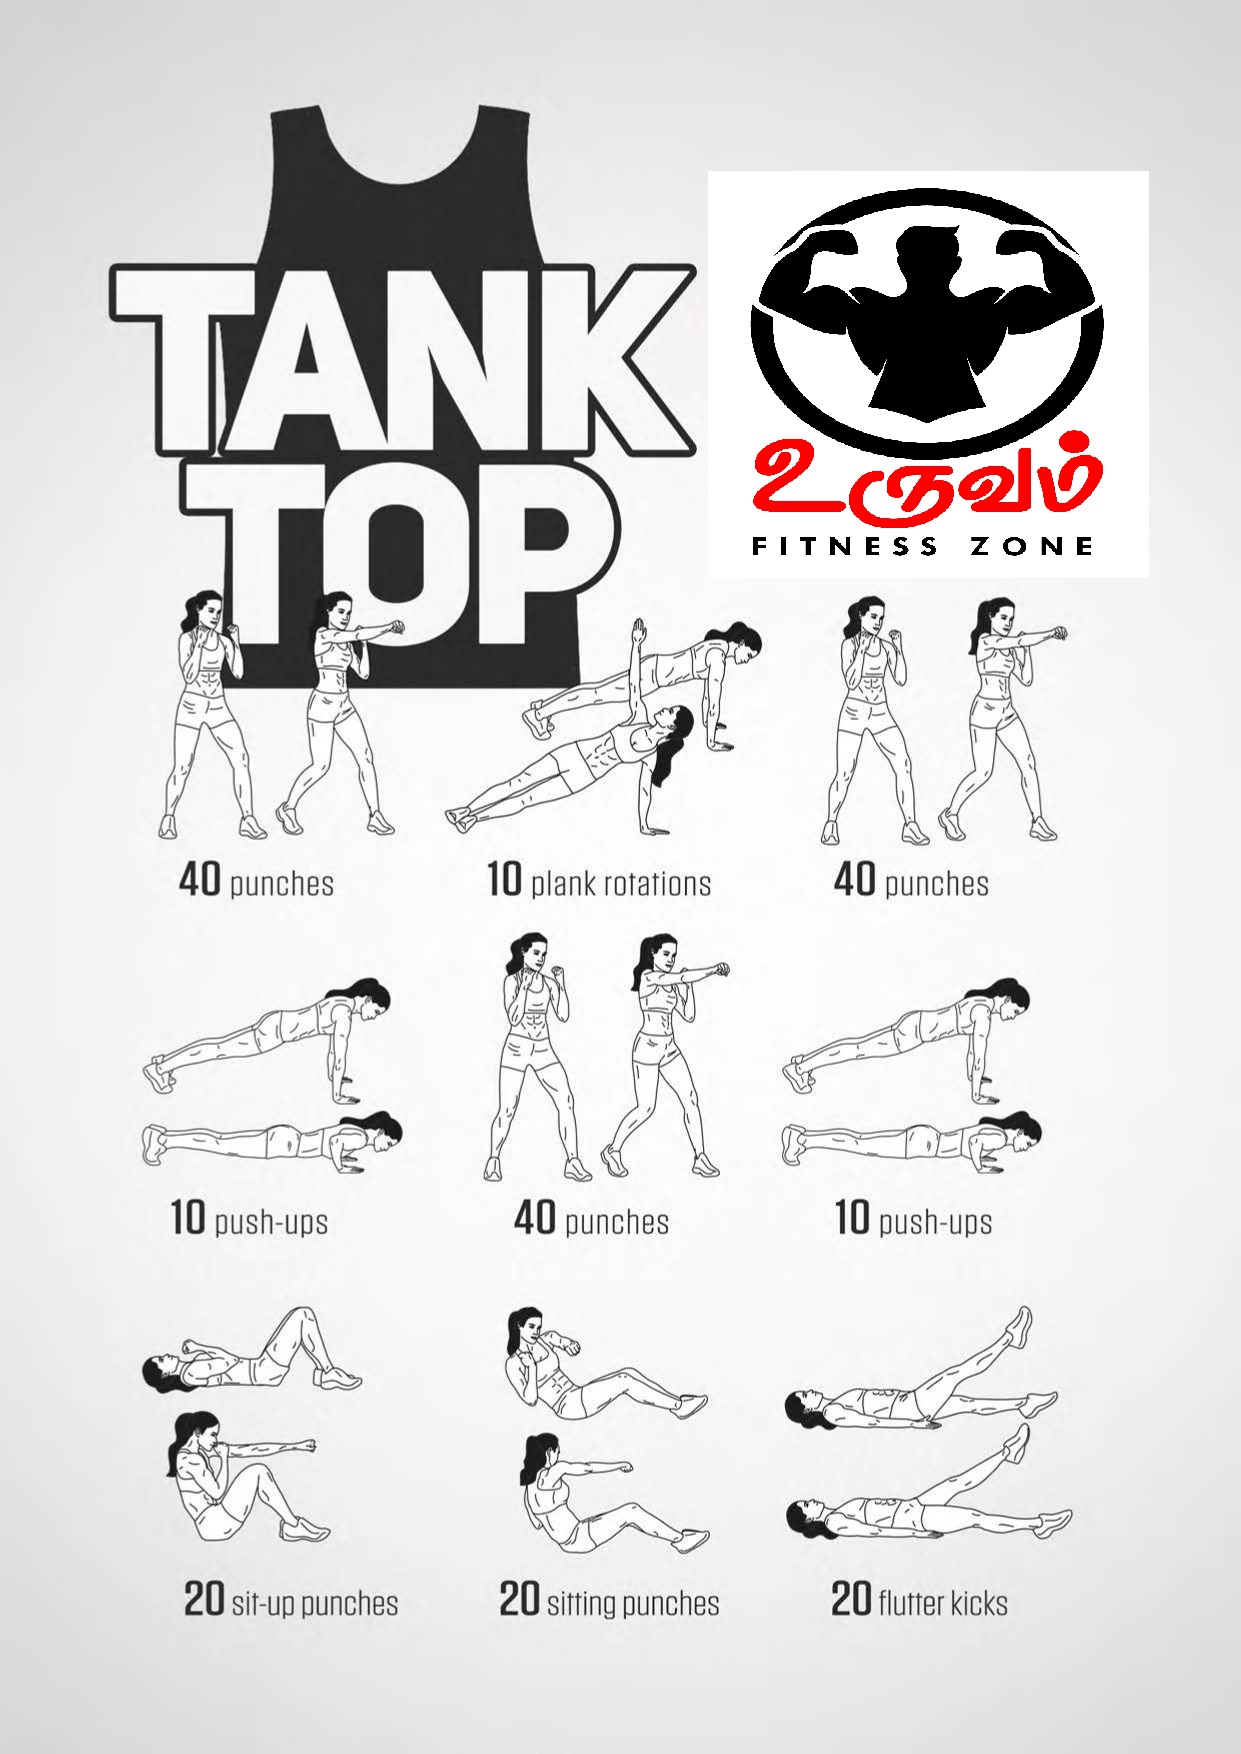 TANK
TOP
உருவம்
FITNESS ZONE
40 punches
10 plank rotations
40 punches
10 push-ups
40 punches
10 push-ups
20 sit-up punches
20 sitting punches
20 flutter kicks